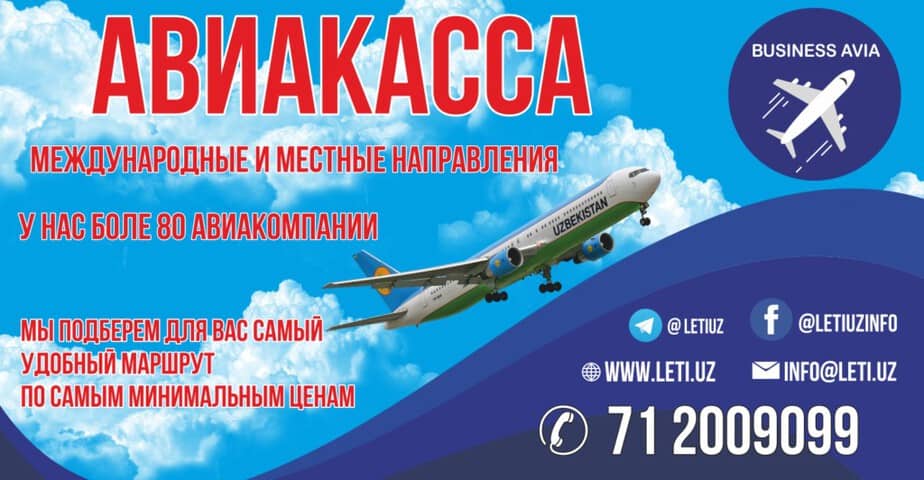 АВИАКАССА
BUSINESS AVIA
МЕЖДУНАРОДНЫЕ И МЕСТНЫЕ НАПРАВЛЕНИЯ
У НАС БОЛЕ 80 АВИАКОМПАНИИ
UZBEKISTAN
МЫ ПОДБЕРЕМ ДЛЯ ВАС САМЫЙ
УДОБНЫЙ МАРШРУТ
ПО САМЫМ МИНИМАЛЬНЫМ ЦЕНАМ
@ LETIUZ
@LETIUZINFO
WWW.LETI.UZ
INFO@LETI.UZ
71 2009099